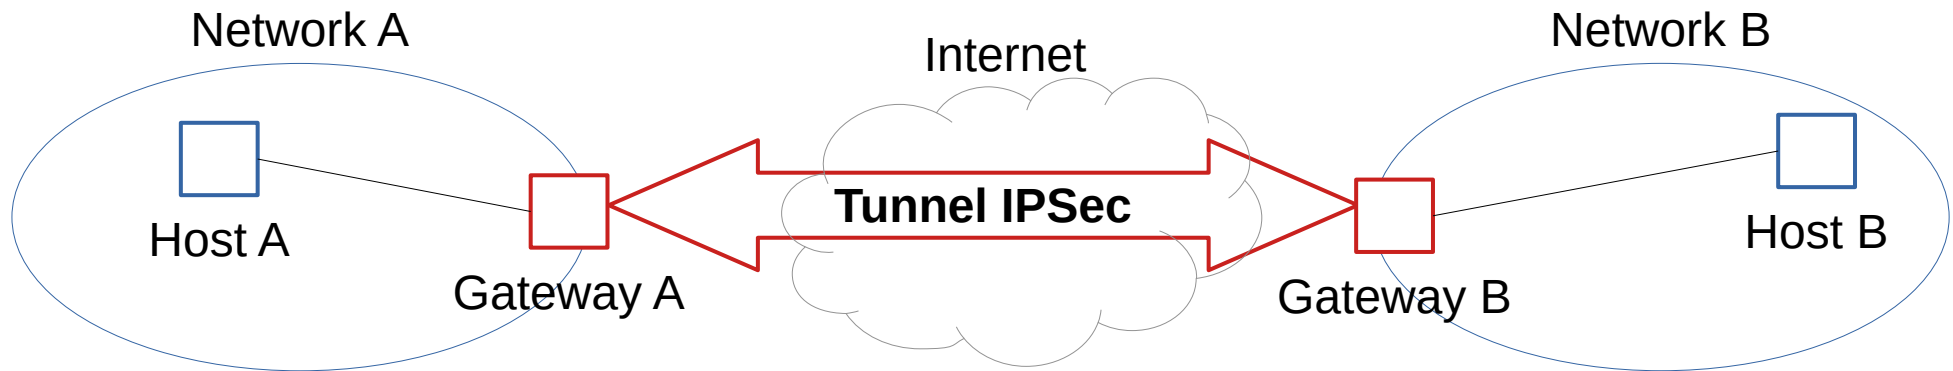 Network A
Internet
Network B
Tunnel IPSec
Host A
Host B
Gateway A
Gateway B